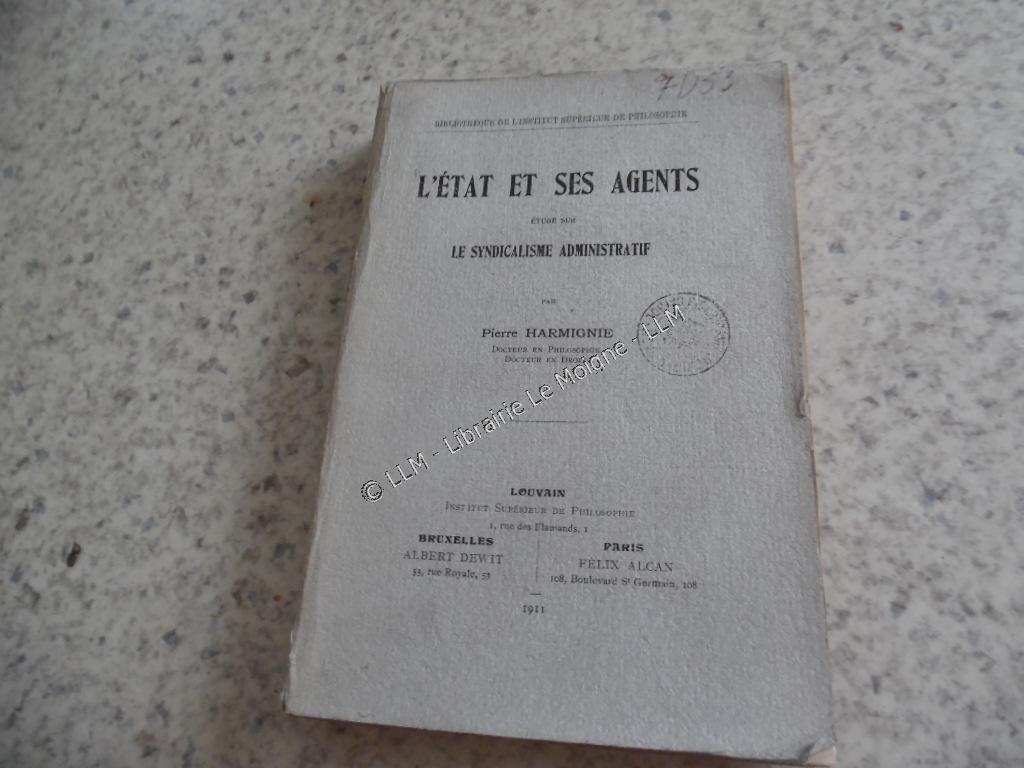 7D53
BIBLIOTHÈQUE DE L'INSTITUT SUPÉRIEUR DE PHILOSOPHIE
L'ÉTAT ET SES AGENTS
ÉTUDE SUR
LE SYNDICALISME ADMINISTRATIF
PAR
Pierre HARMIGNIE
DOCTEUR EN PHILOSOPHIE
DOCTEUR EN DROIT
© LLM - Librairie Le Moigne - LLM
LOUVAIN
INSTITUT SUPÉRIEUR DE PHILOSOPHIE
1, rue des Flamands, 1
BRUXELLES
ALBERT DEWIT
53, rue Royale, 53
PARIS
FÉLIX ALCAN
108, Boulevard St Germain, 108
1911